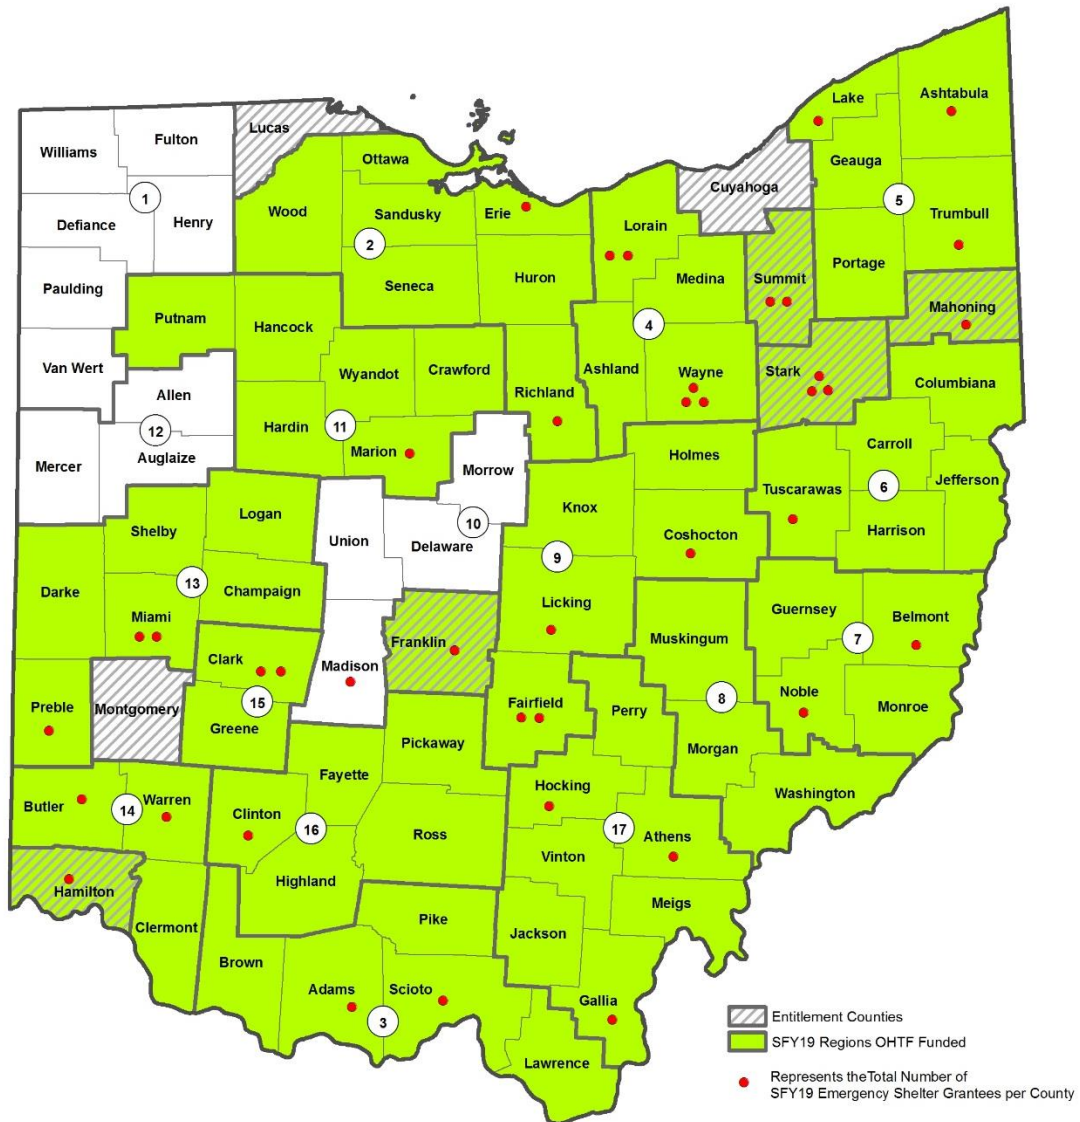 Lake
Ashtabula
Lucas
Fulton
Williams
Geauga
Ottawa
Cuyahoga
1
5
Wood
Sandusky
Erie
Defiance
Henry
Trumbull
Lorain
2
Medina
Summit
Portage
Huron
Seneca
Paulding
Mahoning
Putnam
Hancock
4
Van Wert
Wyandot
Crawford
Ashland
Wayne
Stark
Columbiana
Richland
Allen
Hardin
11
12
Carroll
Marion
Holmes
Mercer
Auglaize
Morrow
Jefferson
Tuscarawas
6
Knox
Logan
10
Shelby
Union
Delaware
Coshocton
Harrison
9
13
Darke
Champaign
Licking
Guernsey
Miami
Belmont
Franklin
Muskingum
7
Clark
Madison
8
Fairfield
15
Noble
Preble
Montgomery
Perry
Monroe
Greene
Pickaway
Morgan
Fayette
Hocking
Washington
Butler
14
Warren
Clinton
16
17
Ross
Athens
Vinton
Highland
Hamilton
Meigs
Pike
Clermont
Jackson
Brown
Adams
Scioto
Gallia
3
Lawrence
Entitlement Counties
SFY19 Regions OHTF Funded
Represents theTotal Number of
SFY19 Emergency Shelter Grantees per County